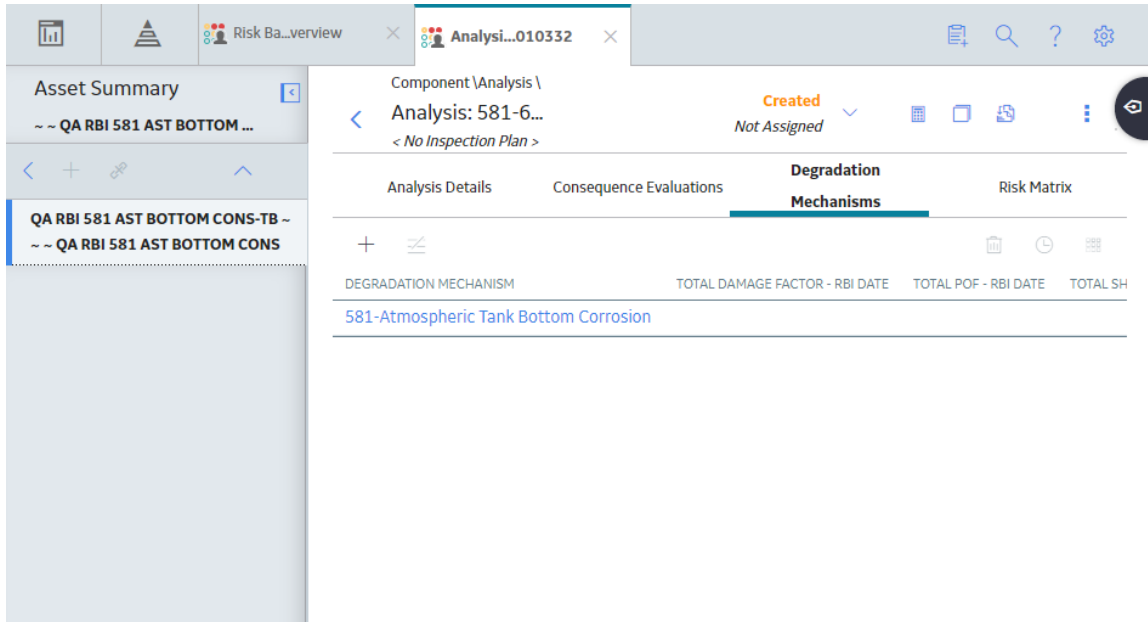 Risk Ba...verview
Analysi...010332
Asset Summary
~ ~ QA RBI 581 AST BOTTOM ...
QA RBI 581 AST BOTTOM CONS-TB ~
~ ~ QA RBI 581 AST BOTTOM CONS
Component \Analysis \
Analysis: 581-6...
< No Inspection Plan >
Created
Not Assigned
Analysis Details
Consequence Evaluations
Degradation
Mechanisms
Risk Matrix
DEGRADATION MECHANISM
TOTAL DAMAGE FACTOR - RBI DATE
TOTAL POF - RBI DATE
TOTAL SH
581-Atmospheric Tank Bottom Corrosion